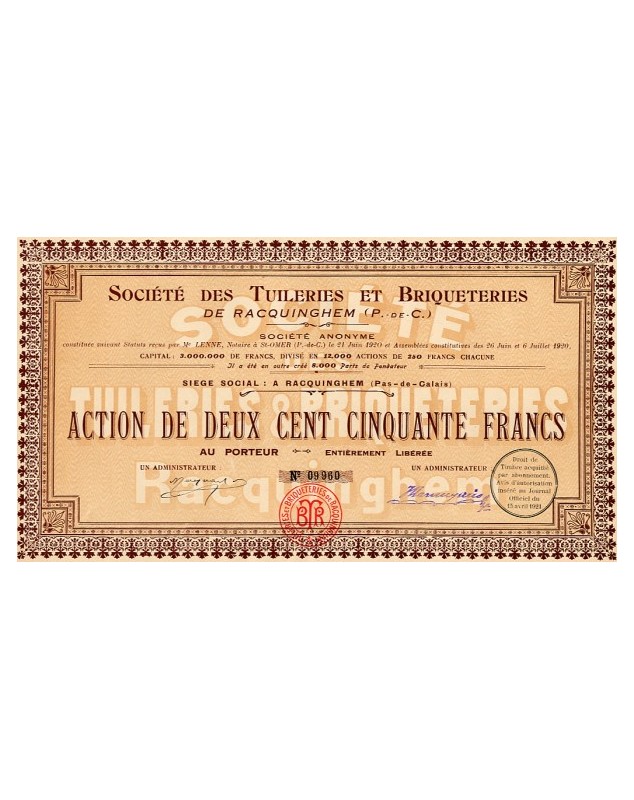 SOCIÉTÉ DES TUILERIES ET BRIQUETERIES
DE RACQUINGHEM (P.-DE-C.)
SOCIÉTÉ ANONYME
constituée suivant Statuts reçus par Me LENNE, Notaire à St-OMER (P.-de-C.) le 21 Juin 1920 et Assemblées constitutives des 26 Juin et 6 Juillet 1920.
CAPITAL: 3.000.000 DE FRANCS, DIVISÉ EN 12.000 ACTIONS DE 250 FRANCS CHACUNE
Il a été en outre créé 6.000 Parts de Fondateur
SIEGE SOCIAL : A RACQUINGHEM (Pas-de-Calais)
SOCIÉTÉ
TUILERIES & BRIQUETERIES
Racquinghem
ACTION DE DEUX CENT CINQUANTE FRANCS
AU PORTEUR ENTIÈREMENT LIBÉRÉE
UN ADMINISTRATEUR :
No 09960
UN ADMINISTRATEUR :
Droit de
Timbre acquitté
par abonnement.
Avis d'autorisation
inséré au Journal
Officiel du
15 avril 1921